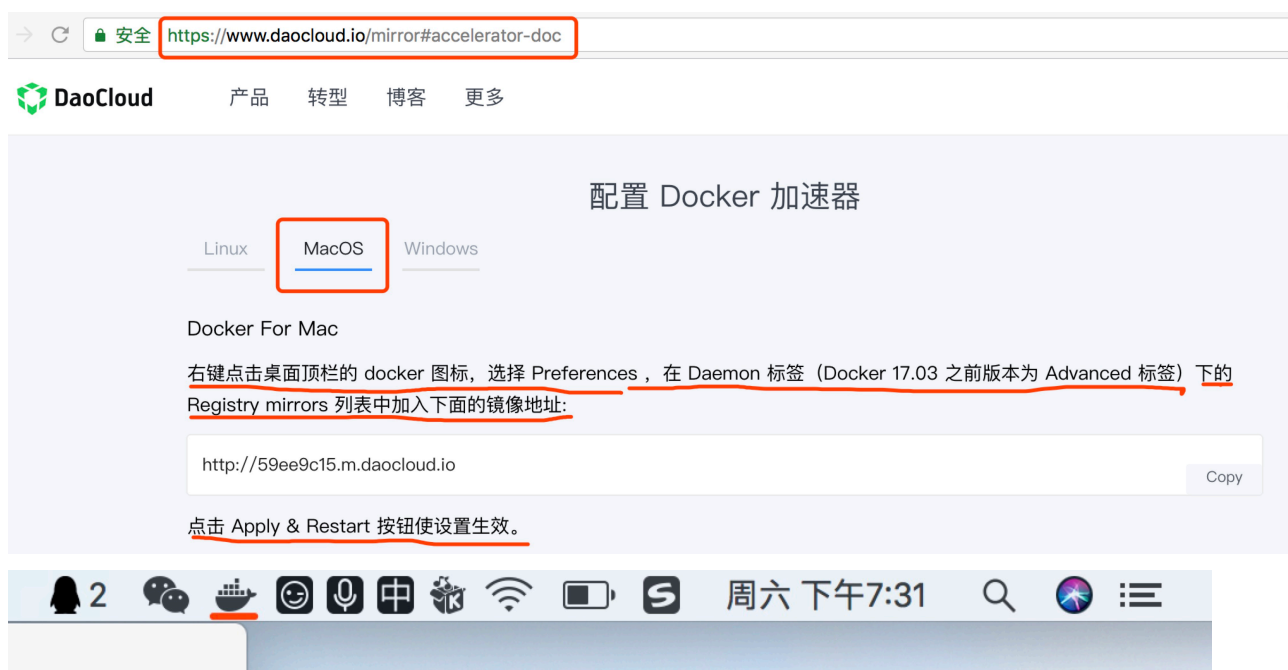 安全 https://www.daocloud.io/mirror#accelerator-doc
DaoCloud 产品 转型 博客 更多
配置 Docker 加速器
Linux MacOS Windows
Docker For Mac
右键点击桌面顶栏的 docker 图标，选择 Preferences ，在 Daemon 标签（Docker 17.03 之前版本为 Advanced 标签）下的
Registry mirrors 列表中加入下面的镜像地址:
http://59ee9c15.m.daocloud.io
Copy
点击 Apply & Restart 按钮使设置生效。
2 中 K S 周六 下午7:31